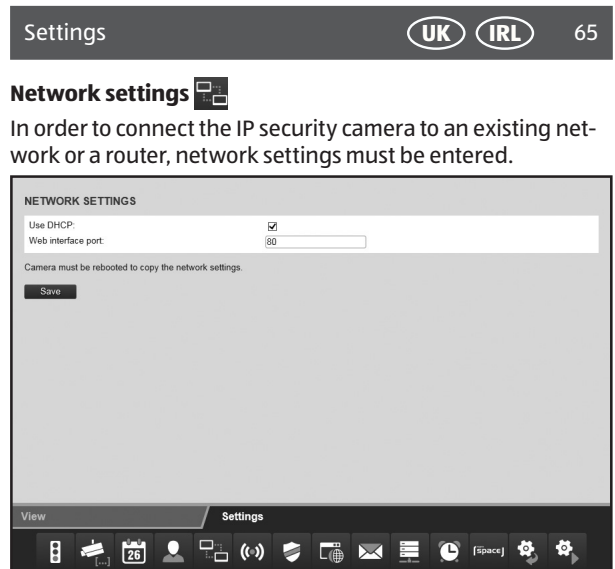 Settings UK IRL 65
Network settings
In order to connect the IP security camera to an existing net-
work or a router, network settings must be entered.
NETWORK SETTINGS
Use DHCP:
Web interface port: 80
Camera must be rebooted to copy the network settings.
Save
View Settings
[...] 26 [space]